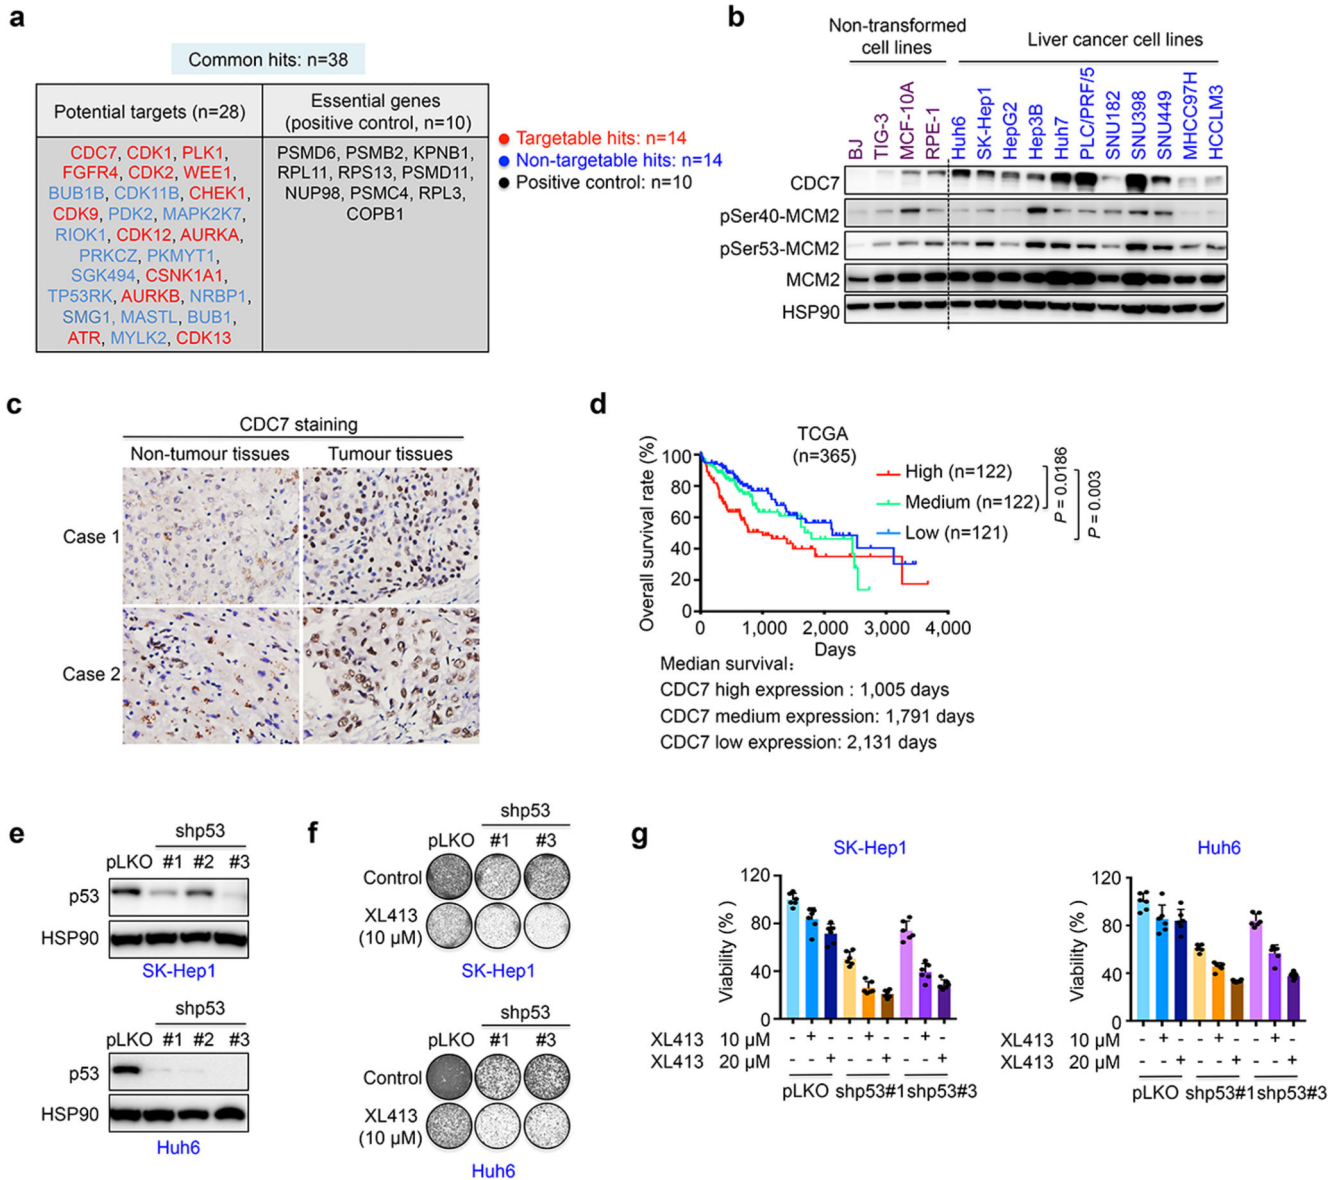 a
Common hits: n=38
Potential targets (n=28)
Essential genes
(positive control, n=10)
CDC7, CDK1, PLK1,
FGFR4, CDK2, WEE1,
BUB1B, CDK11B, CHEK1,
CDK9, PDK2, MAPK2K7,
RIOK1, CDK12, AURKA,
PRKCZ, PKMYT1,
SGK494, CSNK1A1,
TP53RK, AURKB, NRBP1,
SMG1, MASTL, BUB1,
ATR, MYLK2, CDK13
PSMD6, PSMB2, KPNB1,
RPL11, RPS13, PSMD11,
NUP98, PSMC4, RPL3,
COPB1
Targetable hits: n=14
Non-targetable hits: n=14
Positive control: n=10
b
Non-transformed
cell lines
Liver cancer cell lines
BJ
TIG-3
MCF-10A
RPE-1
Huh6
SK-Hep1
HepG2
Hep3B
Huh7
PLC/PRF/5
SNU182
SNU398
SNU449
MHCC97H
HCCLM3
CDC7
pSer40-MCM2
pSer53-MCM2
MCM2
HSP90
c
CDC7 staining
Non-tumour tissues
Tumour tissues
Case 1
Case 2
d
TCGA
(n=365)
High (n=122)
Medium (n=122)
Low (n=121)
P = 0.0186
P = 0.003
Overall survival rate (%)
100
80
60
40
20
0
0 1,000 2,000 3,000 4,000
Days
Median survival:
CDC7 high expression : 1,005 days
CDC7 medium expression: 1,791 days
CDC7 low expression: 2,131 days
e
shp53
pLKO #1 #2 #3
p53
HSP90
SK-Hep1
shp53
pLKO #1 #2 #3
p53
HSP90
Huh6
f
shp53
pLKO #1 #3
Control
XL413
(10 µM)
SK-Hep1
shp53
pLKO #1 #3
Control
XL413
(10 µM)
Huh6
g
SK-Hep1
Viability (% )
120
80
40
0
XL413 10 µM - + - - + - - + -
XL413 20 µM - - + - - + - - +
pLKO shp53#1 shp53#3
Huh6
Viability (% )
120
80
40
0
XL413 10 µM - + - - + - - + -
XL413 20 µM - - + - - + - - +
pLKO shp53#1 shp53#3